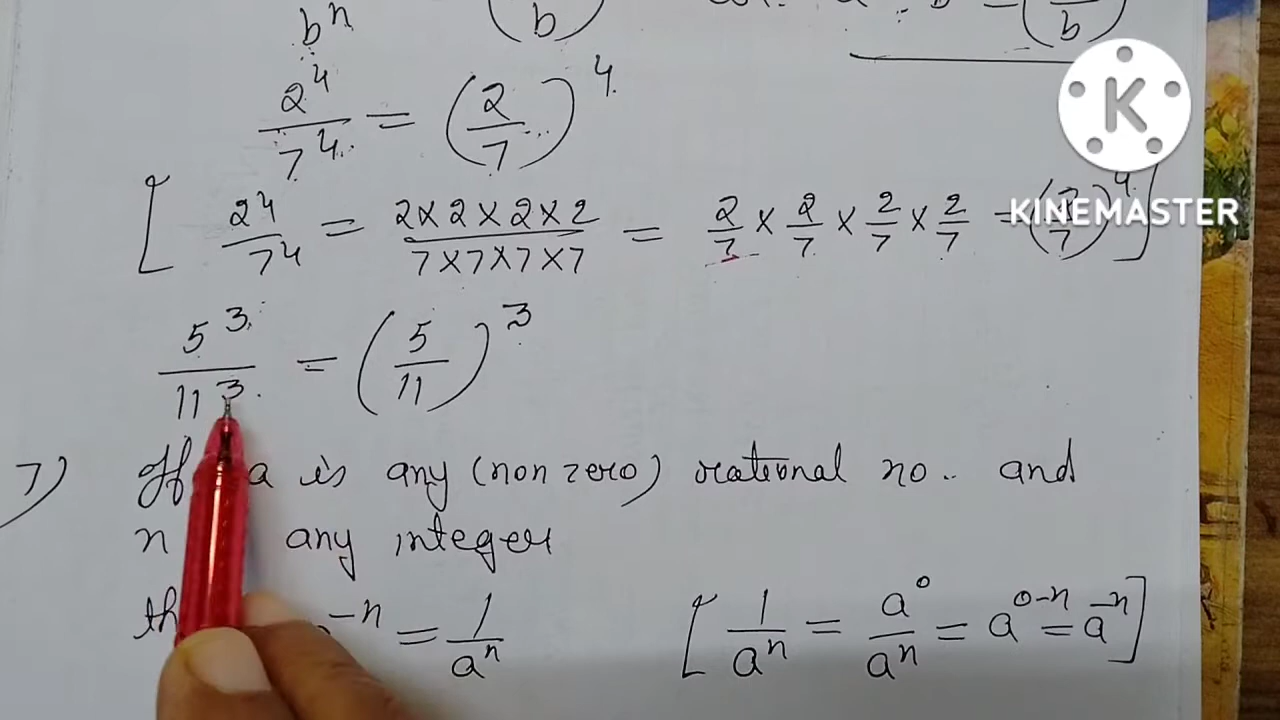 bⁿ b b
2⁴/7⁴ = (2/7)⁴
[ 2⁴/7⁴ = 2×2×2×2/7×7×7×7 = 2/7 × 2/7 × 2/7 × 2/7 = (2/7)⁴ ]
KINEMASTER
5³/11³ = (5/11)³
7) If a is any (non zero) rational no.. and
n any integer
th ⁻ⁿ = 1/aⁿ [ 1/aⁿ = a⁰/aⁿ = a⁰⁻ⁿ = a⁻ⁿ ]